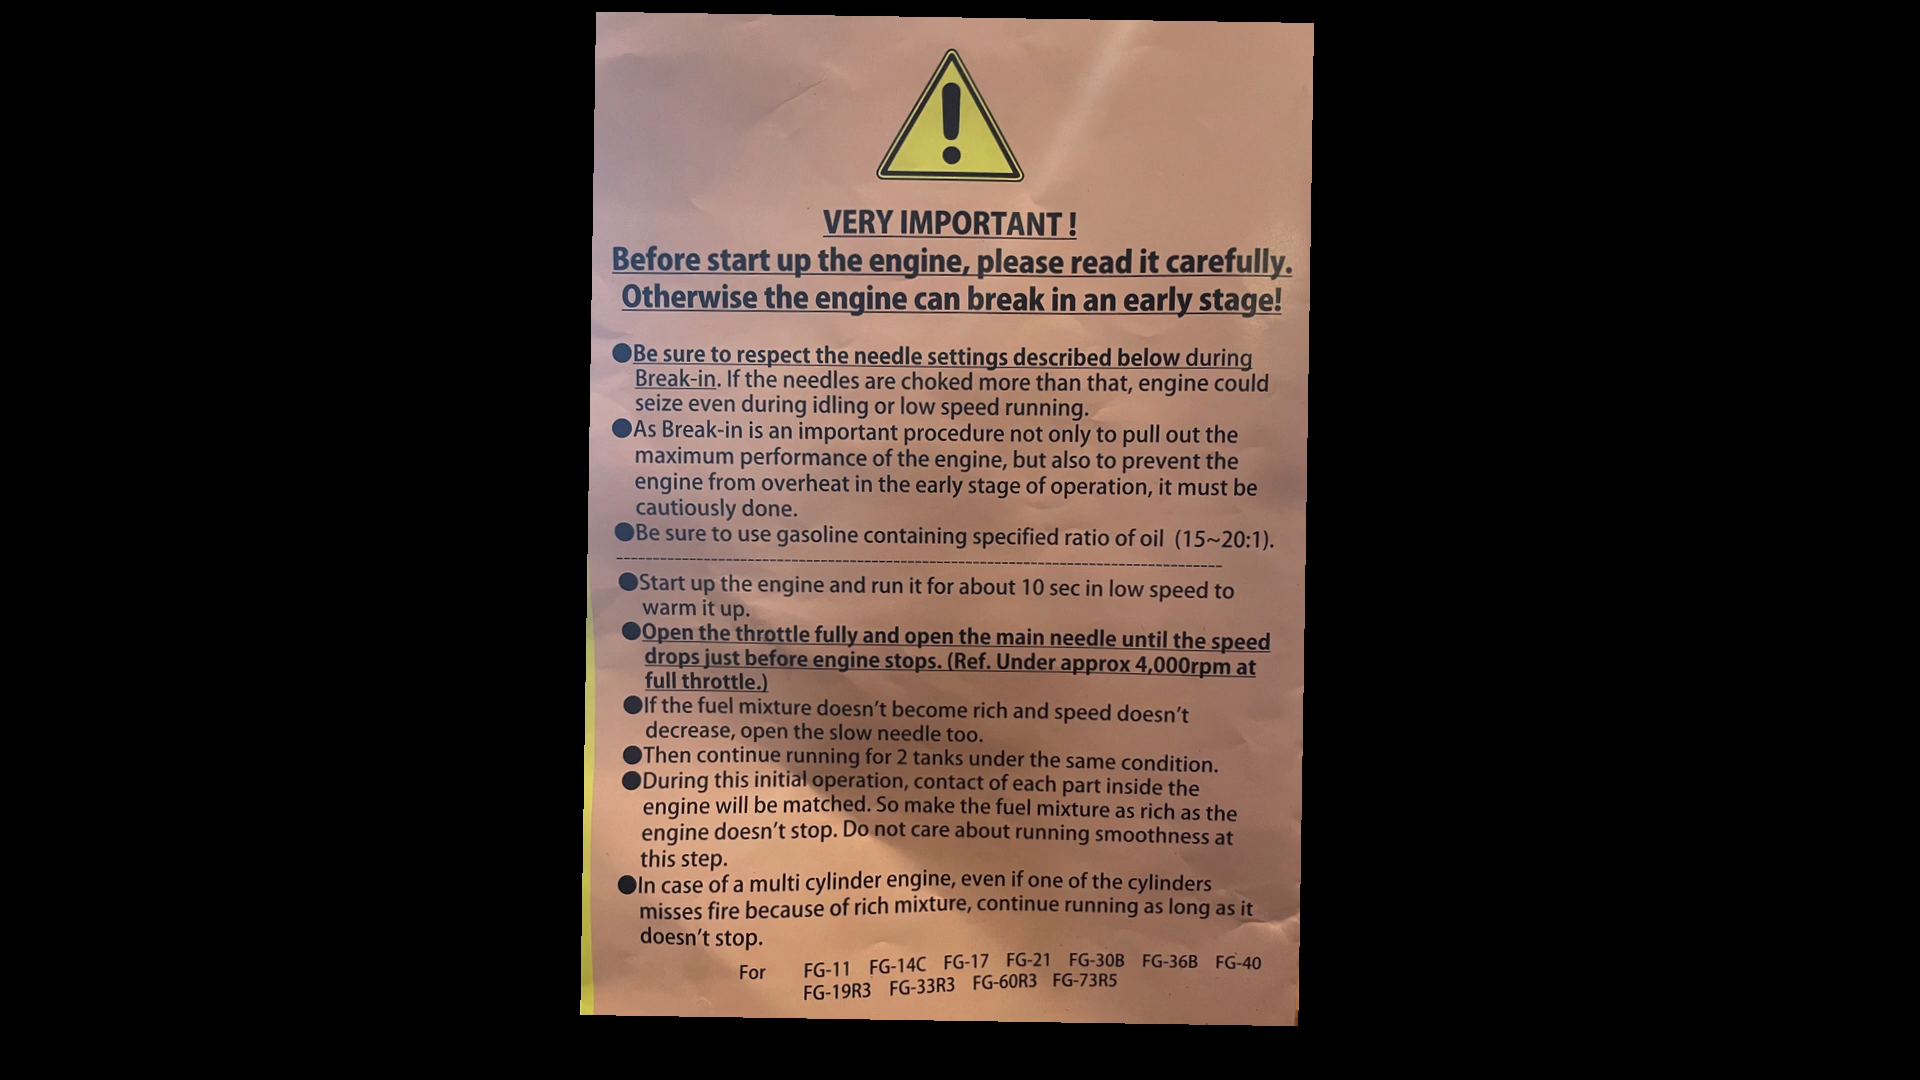 VERY IMPORTANT !
Before start up the engine, please read it carefully.
Otherwise the engine can break in an early stage!
●Be sure to respect the needle settings described below during
Break-in. If the needles are choked more than that, engine could
seize even during idling or low speed running.
●As Break-in is an important procedure not only to pull out the
maximum performance of the engine, but also to prevent the
engine from overheat in the early stage of operation, it must be
cautiously done.
●Be sure to use gasoline containing specified ratio of oil (15~20:1).
●Start up the engine and run it for about 10 sec in low speed to
warm it up.
●Open the throttle fully and open the main needle until the speed
drops just before engine stops. (Ref. Under approx 4,000rpm at
full throttle.)
●If the fuel mixture doesn't become rich and speed doesn't
decrease, open the slow needle too.
●Then continue running for 2 tanks under the same condition.
●During this initial operation, contact of each part inside the
engine will be matched. So make the fuel mixture as rich as the
engine doesn't stop. Do not care about running smoothness at
this step.
●In case of a multi cylinder engine, even if one of the cylinders
misses fire because of rich mixture, continue running as long as it
doesn't stop.
For FG-11 FG-14C FG-17 FG-21 FG-30B FG-36B FG-40
FG-19R3 FG-33R3 FG-60R3 FG-73R5